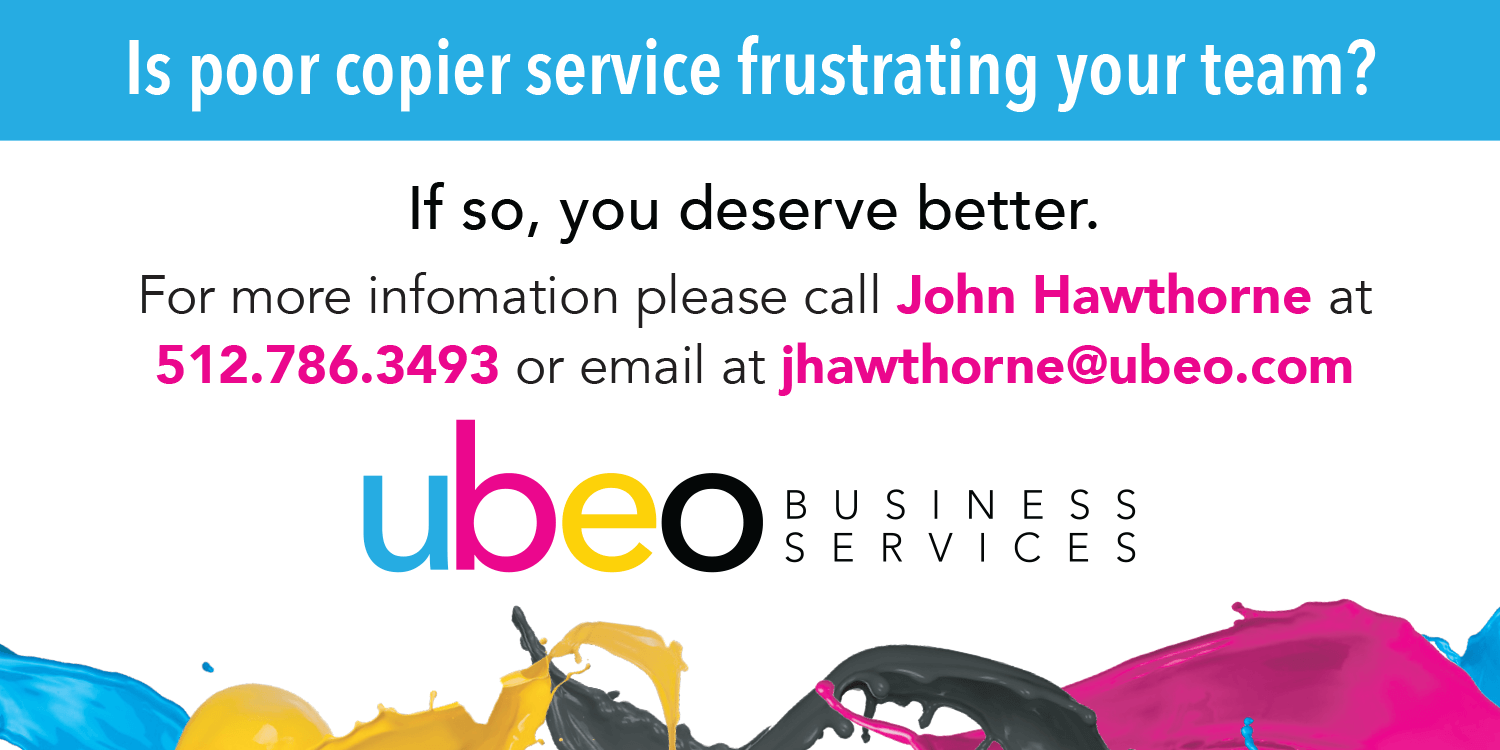 Is poor copier service frustrating your team?
If so, you deserve better.
For more infomation please call John Hawthorne at
512.786.3493 or email at jhawthorne@ubeo.com
ubeo BUSINESS
SERVICES